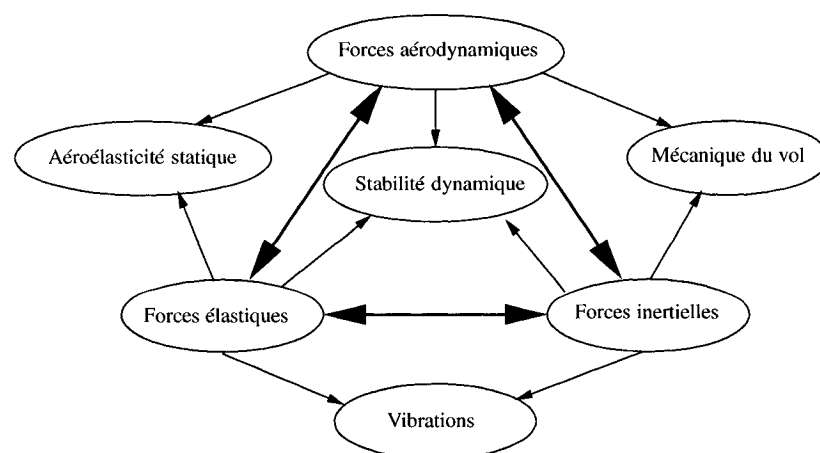 Forces aérodynamiques
Aéroélasticité statique
Mécanique du vol
Stabilité dynamique
Forces élastiques
Forces inertielles
Vibrations